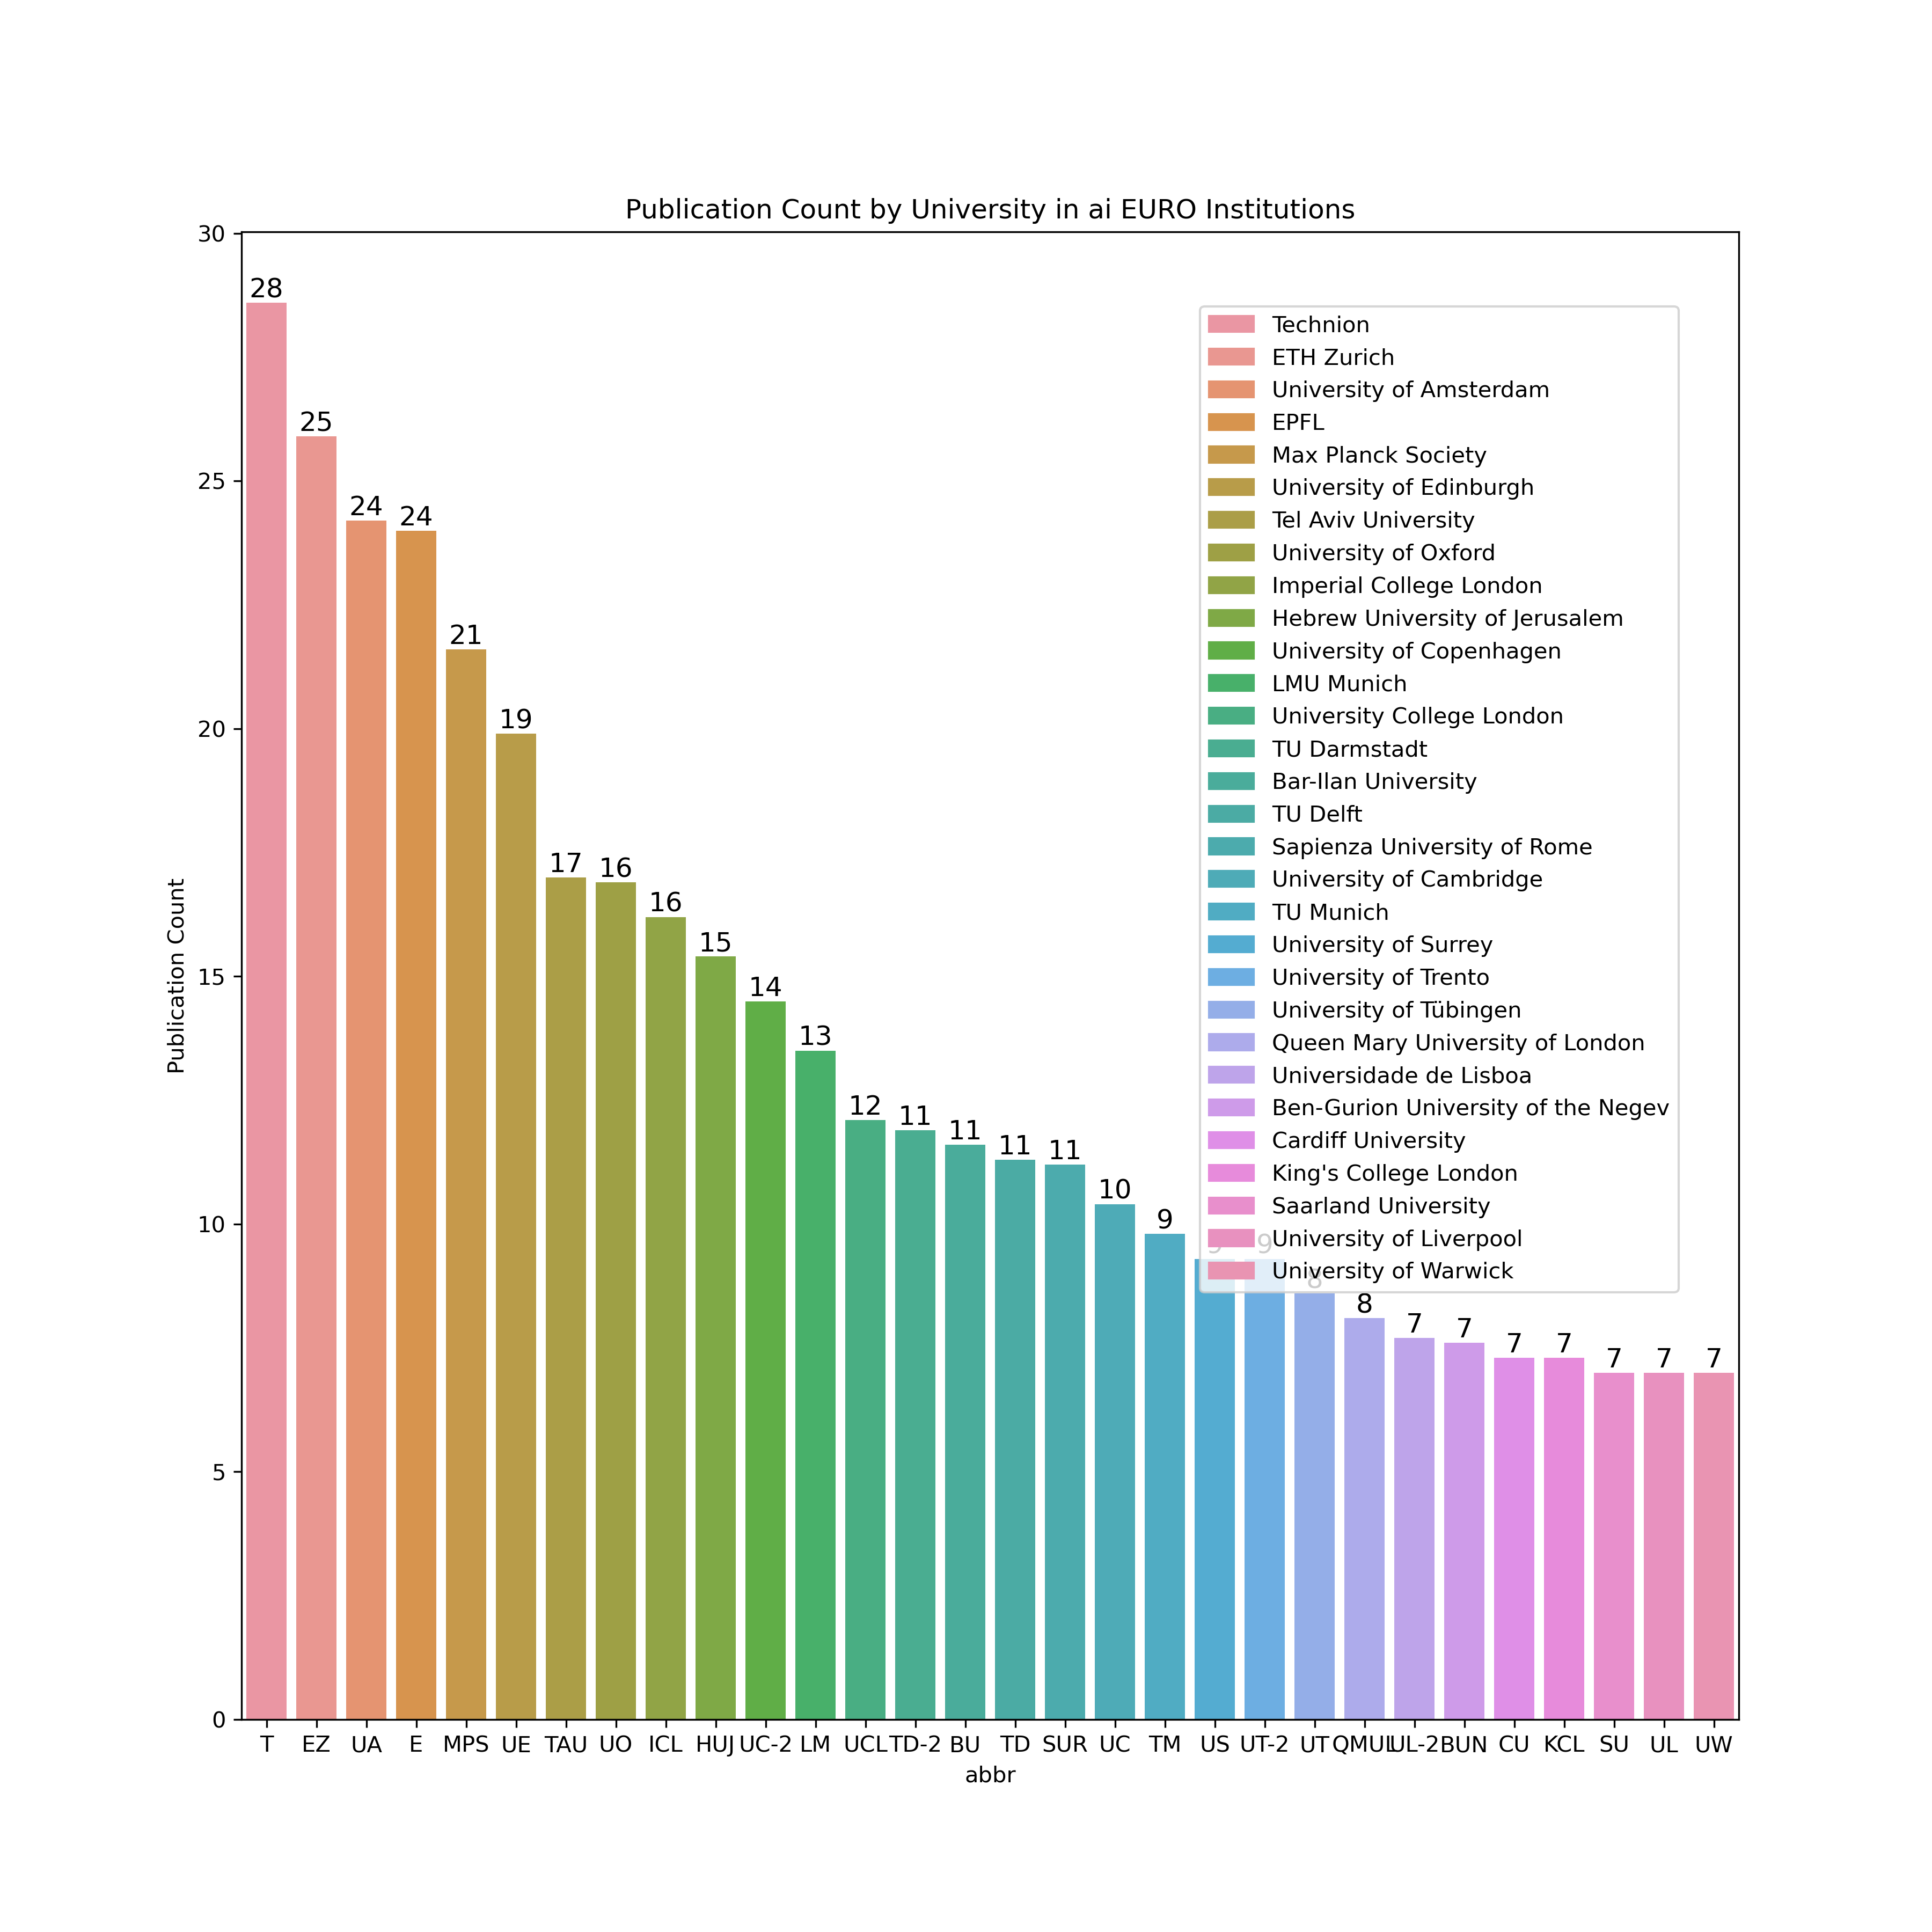 Publication Count by University in ai EURO Institutions
30
25
20
15
10
5
0
Publication Count
28
25
24
24
21
19
17
16
16
15
14
13
12
11
11
11
11
10
9
9
9
8
8
7
7
7
7
7
7
7
Technion
ETH Zurich
University of Amsterdam
EPFL
Max Planck Society
University of Edinburgh
Tel Aviv University
University of Oxford
Imperial College London
Hebrew University of Jerusalem
University of Copenhagen
LMU Munich
University College London
TU Darmstadt
Bar-Ilan University
TU Delft
Sapienza University of Rome
University of Cambridge
TU Munich
University of Surrey
University of Trento
University of Tübingen
Queen Mary University of London
Universidade de Lisboa
Ben-Gurion University of the Negev
Cardiff University
King's College London
Saarland University
University of Liverpool
University of Warwick
T EZ UA E MPS UE TAU UO ICL HUJ UC-2 LM UCL TD-2 BU TD SUR UC TM US UT-2 UT QMUL UL-2 BUN CU KCL SU UL UW
abbr